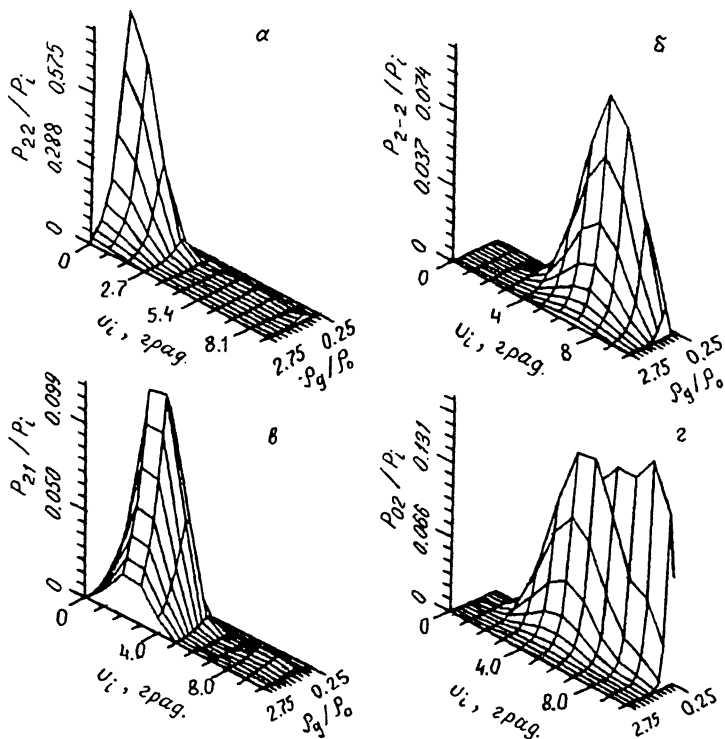 а
P₂₂ / Pᵢ
0.575
0.288
0
0
2.7
5.4
8.1
υᵢ, град.
2.75
0.25
ρg/ρ₀
б
P₂₋₂ / Pᵢ
0.074
0.037
0
0
4
8
υᵢ, град.
2.75
0.25
ρg/ρ₀
в
P₂₁ / Pᵢ
0.099
0.050
0
0
4.0
8.0
υᵢ, град.
2.75
0.25
ρg/ρ₀
г
P₀₂ / Pᵢ
0.131
0.066
0
0
4.0
8.0
υᵢ, град.
2.75
0.25
ρg/ρ₀